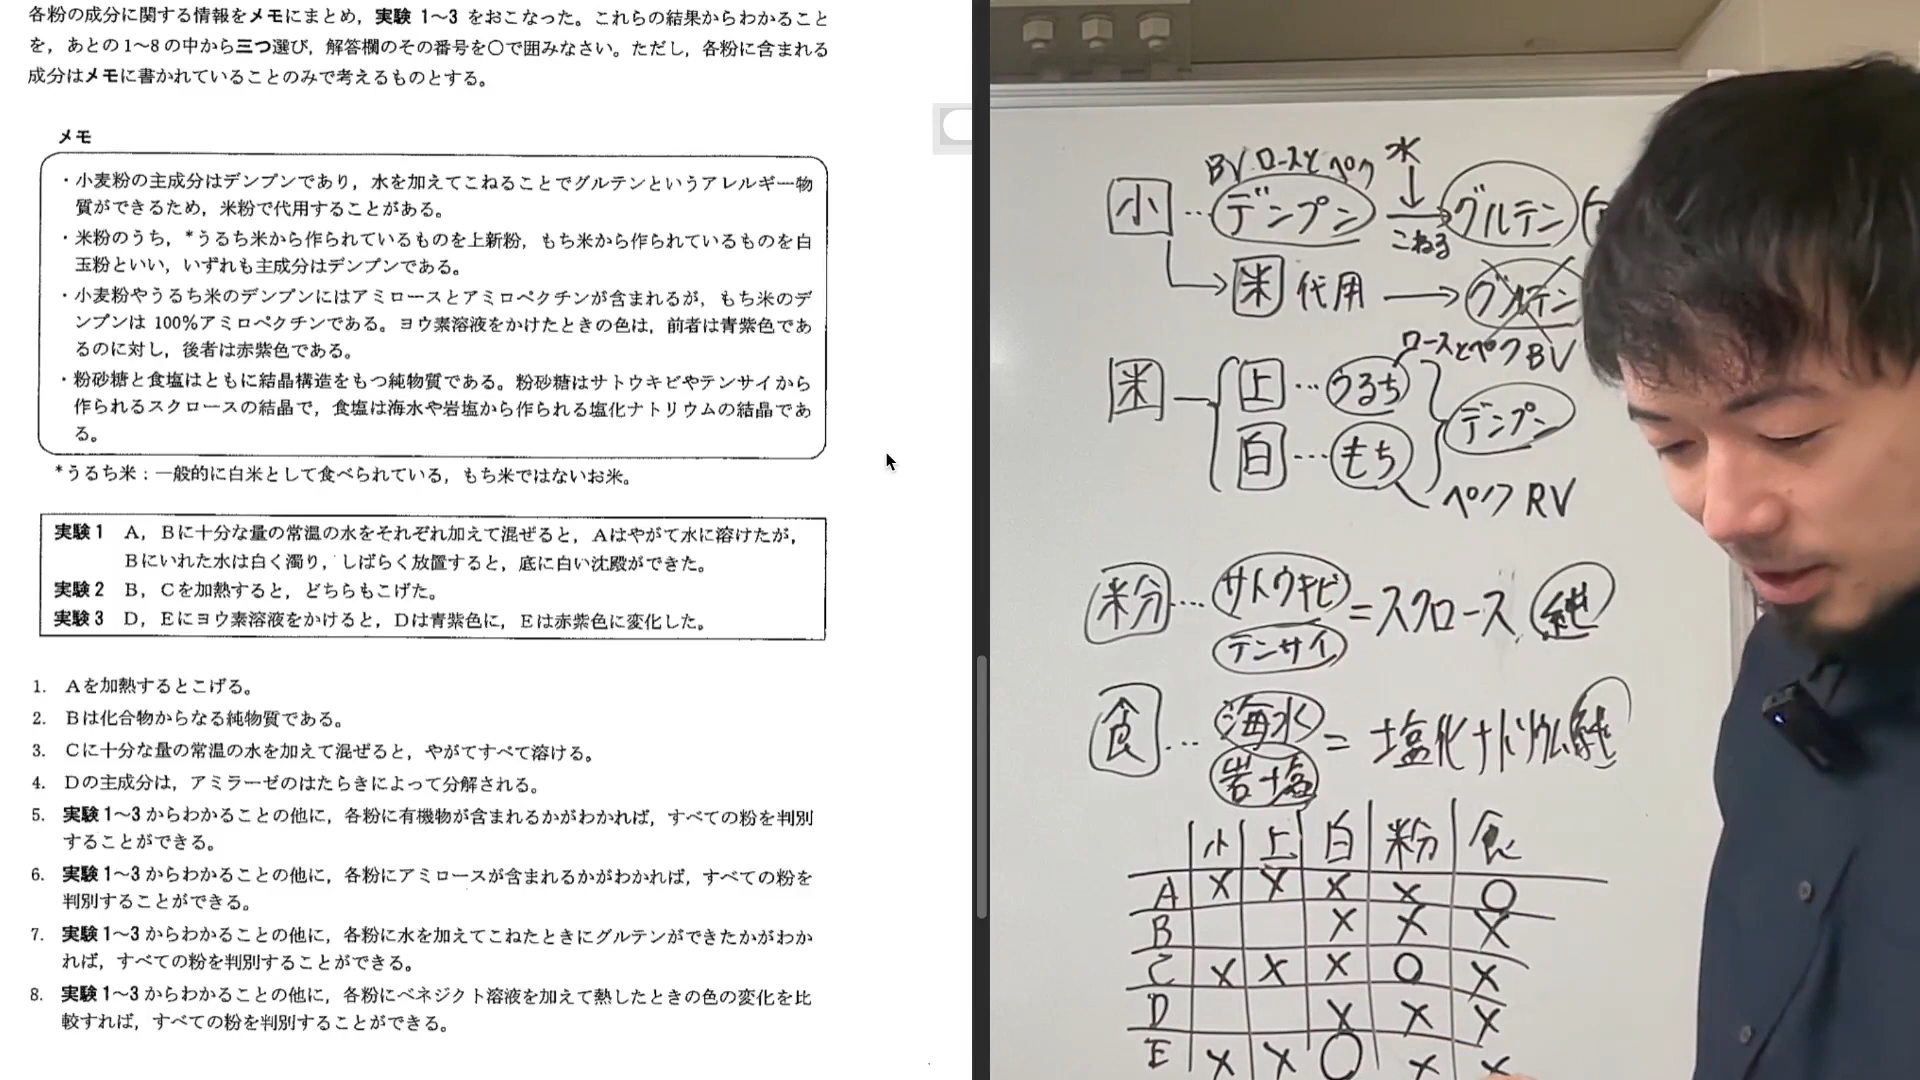 各粉の成分に関する情報をメモにまとめ，実験 1～3 をおこなった。これらの結果からわかること
を，あとの 1～8 の中から三つ選び，解答欄のその番号を○で囲みなさい。ただし，各粉に含まれる
成分はメモに書かれていることのみで考えるものとする。
メモ
・小麦粉の主成分はデンプンであり，水を加えてこねることでグルテンというアレルギー物
質ができるため，米粉で代用することがある。
・米粉のうち，*うるち米から作られているものを上新粉，もち米から作られているものを白
玉粉といい，いずれも主成分はデンプンである。
・小麦粉やうるち米のデンプンにはアミロースとアミロペクチンが含まれるが，もち米のデ
ンプンは 100%アミロペクチンである。ヨウ素溶液をかけたときの色は，前者は青紫色であ
るのに対し，後者は赤紫色である。
・粉砂糖と食塩はともに結晶構造をもつ純物質である。粉砂糖はサトウキビやテンサイから
作られるスクロースの結晶で，食塩は海水や岩塩から作られる塩化ナトリウムの結晶であ
る。
*うるち米：一般的に白米として食べられている，もち米ではないお米。
実験 1　A，Bに十分な量の常温の水をそれぞれ加えて混ぜると，Aはやがて水に溶けたが，
Bにいれた水は白く濁り，しばらく放置すると，底に白い沈殿ができた。
実験 2　B，Cを加熱すると，どちらもこげた。
実験 3　D，Eにヨウ素溶液をかけると，Dは青紫色に，Eは赤紫色に変化した。
1.　Aを加熱するとこげる。
2.　Bは化合物からなる純物質である。
3.　Cに十分な量の常温の水を加えて混ぜると，やがてすべて溶ける。
4.　Dの主成分は，アミラーゼのはたらきによって分解される。
5.　実験 1～3 からわかることの他に，各粉に有機物が含まれるかがわかれば，すべての粉を判別
することができる。
6.　実験 1～3 からわかることの他に，各粉にアミロースが含まれるかがわかれば，すべての粉を
判別することができる。
7.　実験 1～3 からわかることの他に，各粉に水を加えてこねたときにグルテンができたかがわか
れば，すべての粉を判別することができる。
8.　実験 1～3 からわかることの他に，各粉にベネジクト溶液を加えて熱したときの色の変化を比
較すれば，すべての粉を判別することができる。
BV ロースとペク 水
小 … デンプン → グルテン
こねる
→ 米 代用 → グルテン
ロースとペク BV
米 上 … うるち デンプン
白 … もち
ペク RV
粉 … サトウキビ = スクロース 純
テンサイ
食 … 海水 = 塩化ナトリウム 純
岩塩
小 上 白 粉 食
A × × × × ○
B × × ×
C × × × ○ ×
D × × ×
E × × ○ × ×